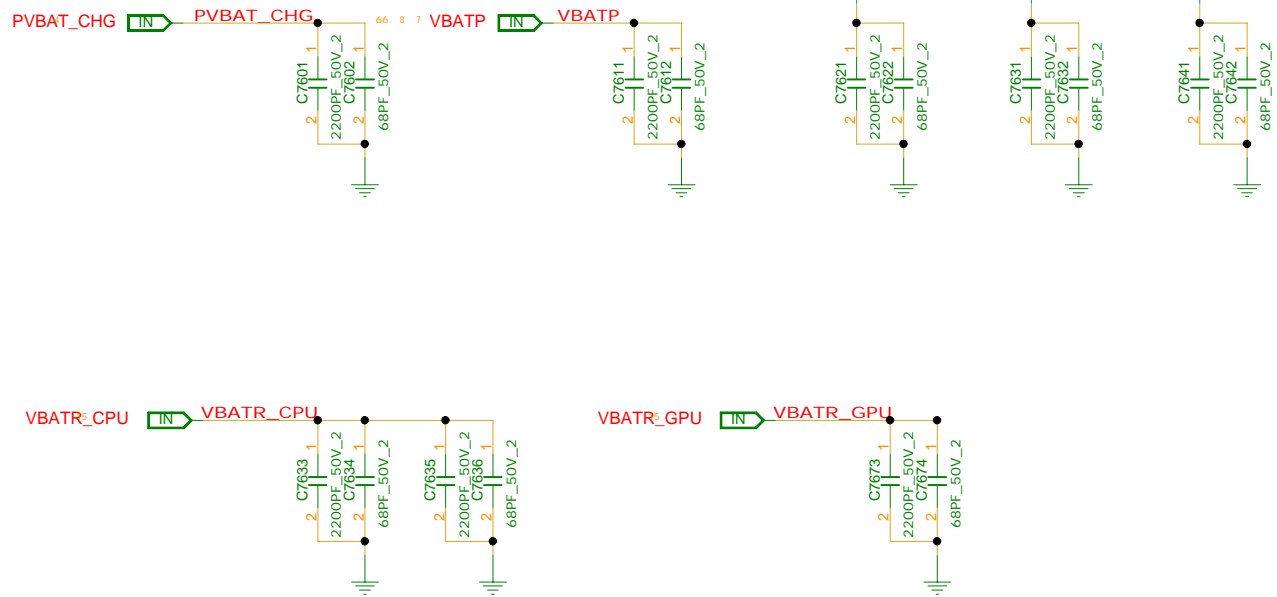 PVBAT_CHG IN PVBAT_CHG
66 8 7 VBATP IN VBATP
1 1 1 1 1 1 1 1 1 1
C7601 2200PF_50V_2 C7602 68PF_50V_2
C7611 2200PF_50V_2 C7612 68PF_50V_2
C7621 2200PF_50V_2 C7622 68PF_50V_2
C7631 2200PF_50V_2 C7632 68PF_50V_2
C7641 2200PF_50V_2 C7642 68PF_50V_2
2 2 2 2 2 2 2 2 2 2
VBATR_CPU IN VBATR_CPU
VBATR_GPU IN VBATR_GPU
1 1 1 1 1 1
C7633 2200PF_50V_2 C7634 68PF_50V_2
C7635 2200PF_50V_2 C7636 68PF_50V_2
C7673 2200PF_50V_2 C7674 68PF_50V_2
2 2 2 2 2 2